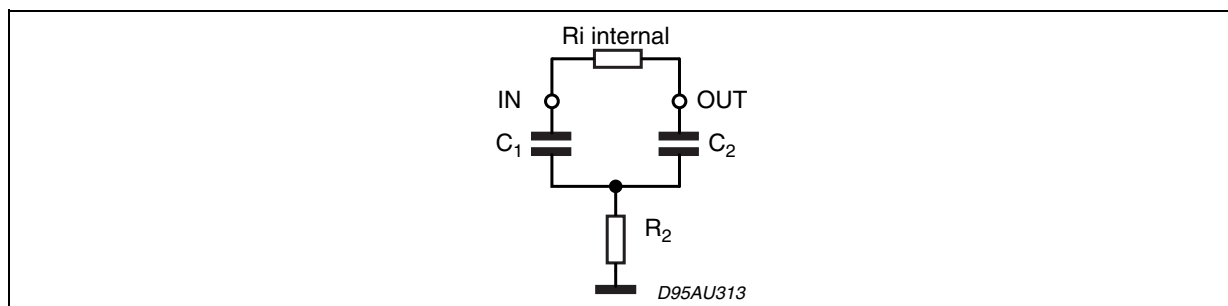 Ri internal
IN OUT
C1 C2
R2
D95AU313